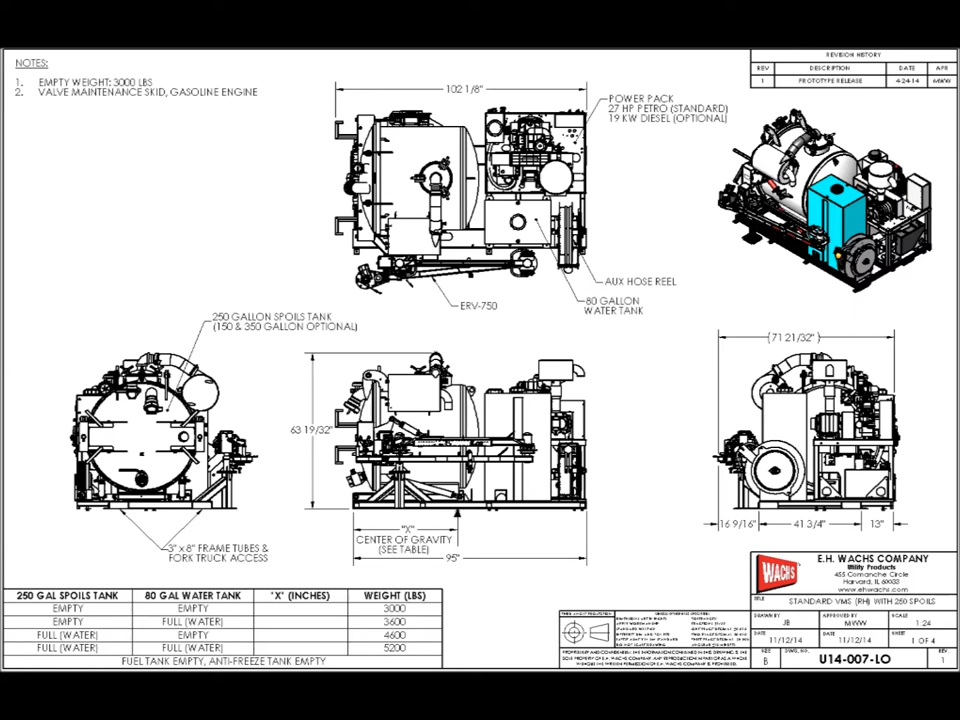 NOTES:
1. EMPTY WEIGHT: 3000 LBS
2. VALVE MAINTENANCE SKID, GASOLINE ENGINE
REVISION HISTORY
REV DESCRIPTION DATE APR
1 PROTOTYPE RELEASE 4-24-14 MWW
102 1/8"
POWER PACK
27 HP PETRO (STANDARD)
19 KW DIESEL (OPTIONAL)
AUX HOSE REEL
80 GALLON
WATER TANK
ERV-750
250 GALLON SPOILS TANK
(150 & 350 GALLON OPTIONAL)
(71 21/32")
63 19/32"
"X"
CENTER OF GRAVITY
(SEE TABLE)
95"
16 9/16"
41 3/4"
13"
3" x 8" FRAME TUBES &
FORK TRUCK ACCESS
250 GAL SPOILS TANK 80 GAL WATER TANK "X" (INCHES) WEIGHT (LBS)
EMPTY EMPTY 3000
EMPTY FULL (WATER) 3600
FULL (WATER) EMPTY 4600
FULL (WATER) FULL (WATER) 5200
FUEL TANK EMPTY, ANTI-FREEZE TANK EMPTY
WACHS
E.H. WACHS COMPANY
Utility Products
455 Comanche Circle
Harvard, IL 60033
www.ehwachs.com
TITLE
STANDARD VMS (RH) WITH 250 SPOILS
DRAWN BY JB
APPROVED BY MWW
SCALE 1:24
DATE 11/12/14
DATE 11/12/14
SHEET 1 OF 4
SIZE B
DWG. NO. U14-007-LO
REV. 1